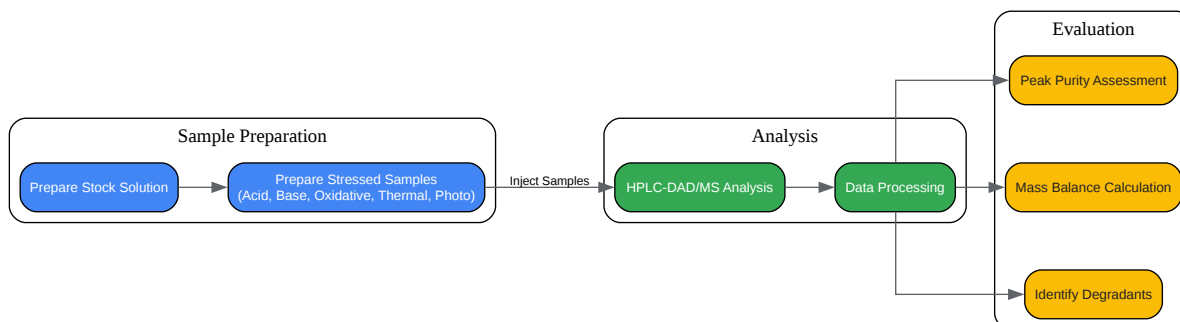 Evaluation
Peak Purity Assessment
Sample Preparation
Analysis
Prepare Stock Solution
Prepare Stressed Samples
(Acid, Base, Oxidative, Thermal, Photo)
Inject Samples
HPLC-DAD/MS Analysis
Data Processing
Mass Balance Calculation
Identify Degradants